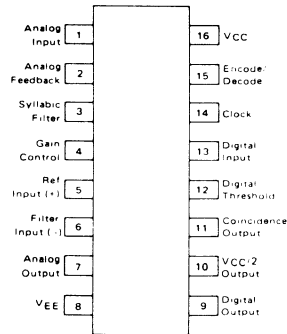 Analog
Input
1
16
VCC
Analog
Feedback
2
15
Encode/
Decode
Syllabic
Filter
3
14
Clock
Gain
Control
4
13
Digital
Input
Ref
Input (+)
5
12
Digital
Threshold
Filter
Input (-)
6
11
Coincidence
Output
Analog
Output
7
10
VCC/2
Output
VEE
8
9
Digital
Output